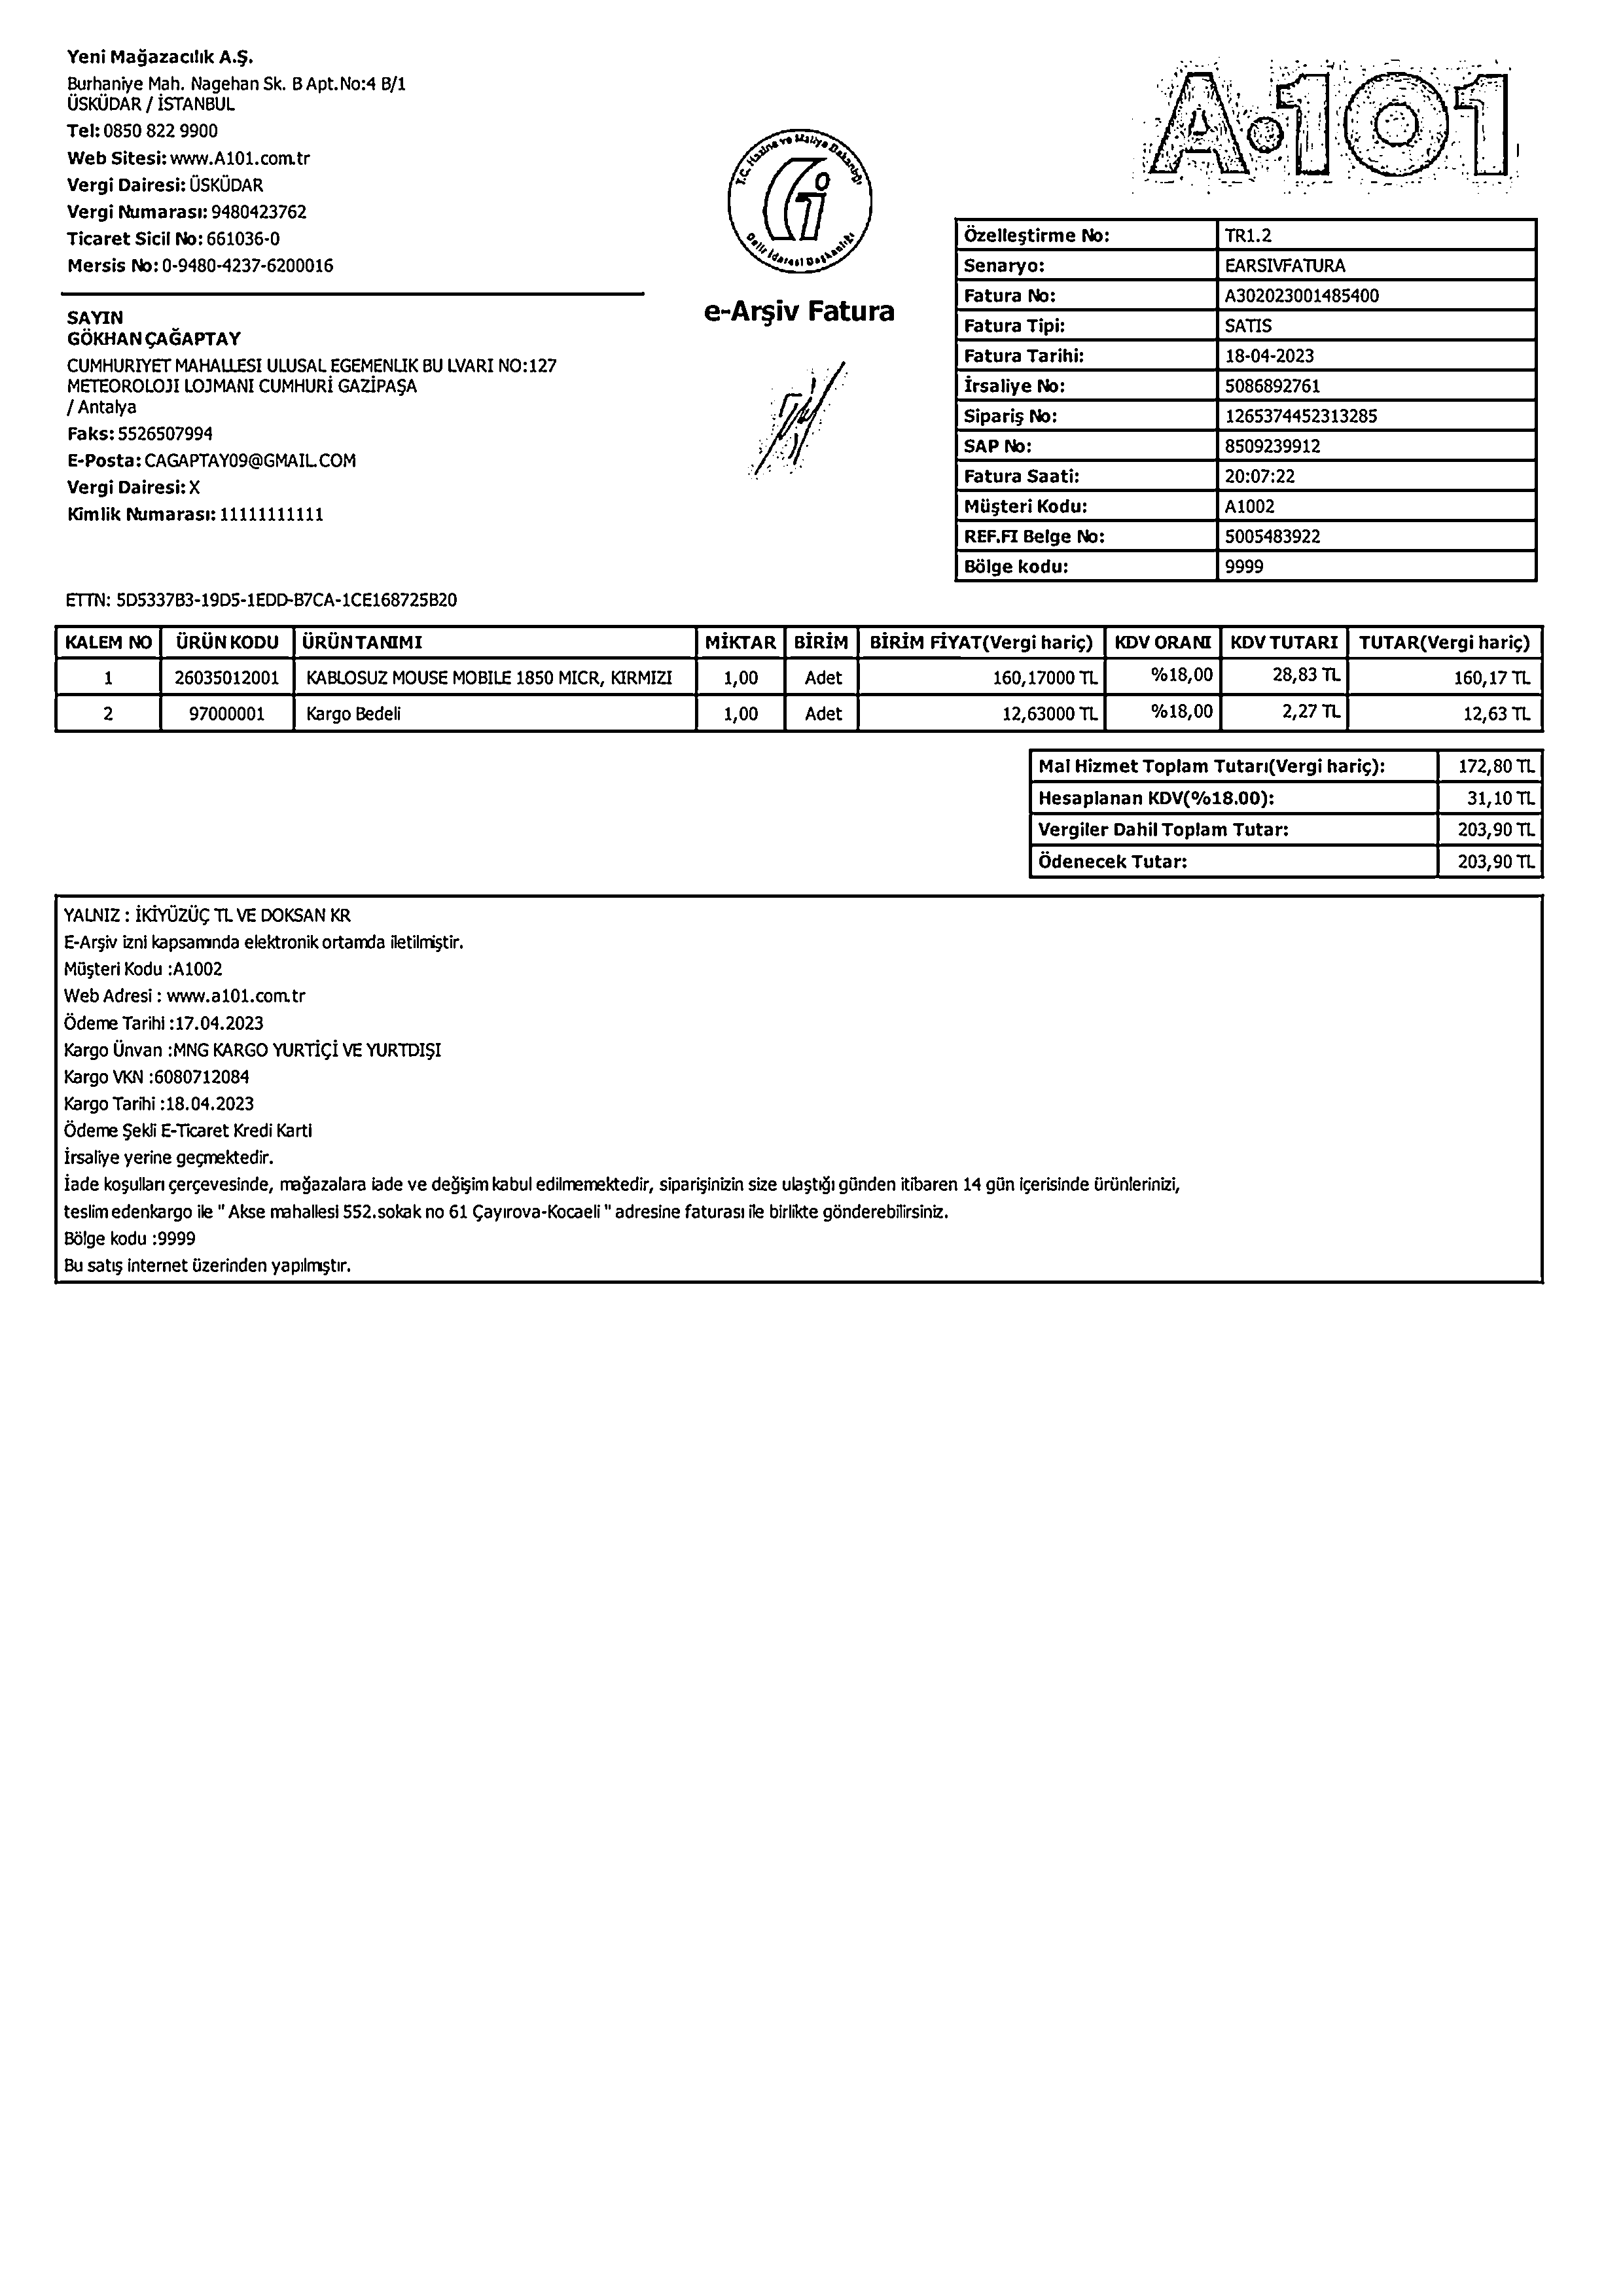 Yeni Mağazacılık A.Ş.
Burhaniye Mah. Nagehan Sk. B Apt.No:4 B/1
ÜSKÜDAR / İSTANBUL
Tel: 0850 822 9900
Web Sitesi: www.A101.com.tr
Vergi Dairesi: ÜSKÜDAR
Vergi Numarası: 9480423762
Ticaret Sicil No: 661036-0
Mersis No: 0-9480-4237-6200016
SAYIN
GÖKHAN ÇAĞAPTAY
CUMHURIYET MAHALLESI ULUSAL EGEMENLIK BU LVARI NO:127
METEOROLOJI LOJMANI CUMHURİ GAZİPAŞA
/ Antalya
Faks: 5526507994
E-Posta: CAGAPTAY09@GMAIL.COM
Vergi Dairesi: X
Kimlik Numarası: 11111111111
T.C. Hazine ve Maliye Bakanlığı
Gelir İdaresi Başkanlığı
e-Arşiv Fatura
A101
Özelleştirme No: TR1.2
Senaryo: EARSIVFATURA
Fatura No: A302023001485400
Fatura Tipi: SATIS
Fatura Tarihi: 18-04-2023
İrsaliye No: 5086892761
Sipariş No: 1265374452313285
SAP No: 8509239912
Fatura Saati: 20:07:22
Müşteri Kodu: A1002
REF.FI Belge No: 5005483922
Bölge kodu: 9999
ETTN: 5D5337B3-19D5-1EDD-B7CA-1CE168725B20
KALEM NO ÜRÜN KODU ÜRÜN TANIMI MİKTAR BİRİM BİRİM FİYAT(Vergi hariç) KDV ORANI KDV TUTARI TUTAR(Vergi hariç)
1 26035012001 KABLOSUZ MOUSE MOBILE 1850 MICR, KIRMIZI 1,00 Adet 160,17000 TL %18,00 28,83 TL 160,17 TL
2 97000001 Kargo Bedeli 1,00 Adet 12,63000 TL %18,00 2,27 TL 12,63 TL
Mal Hizmet Toplam Tutarı(Vergi hariç): 172,80 TL
Hesaplanan KDV(%18.00): 31,10 TL
Vergiler Dahil Toplam Tutar: 203,90 TL
Ödenecek Tutar: 203,90 TL
YALNIZ : İKİYÜZÜÇ TL VE DOKSAN KR
E-Arşiv izni kapsamında elektronik ortamda iletilmiştir.
Müşteri Kodu :A1002
Web Adresi : www.a101.com.tr
Ödeme Tarihi :17.04.2023
Kargo Ünvan :MNG KARGO YURTİÇİ VE YURTDIŞI
Kargo VKN :6080712084
Kargo Tarihi :18.04.2023
Ödeme Şekli E-Ticaret Kredi Karti
İrsaliye yerine geçmektedir.
İade koşulları çerçevesinde, mağazalara iade ve değişim kabul edilmemektedir, siparişinizin size ulaştığı günden itibaren 14 gün içerisinde ürünlerinizi,
teslim edenkargo ile " Akse mahallesi 552.sokak no 61 Çayırova-Kocaeli " adresine faturası ile birlikte gönderebilirsiniz.
Bölge kodu :9999
Bu satış internet üzerinden yapılmıştır.